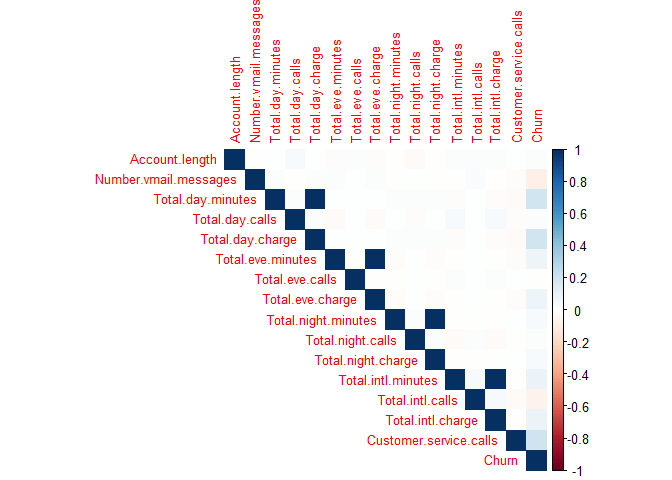 Account.length
Number.vmail.messages
Total.day.minutes
Total.day.calls
Total.day.charge
Total.eve.minutes
Total.eve.calls
Total.eve.charge
Total.night.minutes
Total.night.calls
Total.night.charge
Total.intl.minutes
Total.intl.calls
Total.intl.charge
Customer.service.calls
Churn
Account.length
Number.vmail.messages
Total.day.minutes
Total.day.calls
Total.day.charge
Total.eve.minutes
Total.eve.calls
Total.eve.charge
Total.night.minutes
Total.night.calls
Total.night.charge
Total.intl.minutes
Total.intl.calls
Total.intl.charge
Customer.service.calls
Churn
1
0.8
0.6
0.4
0.2
0
-0.2
-0.4
-0.6
-0.8
-1